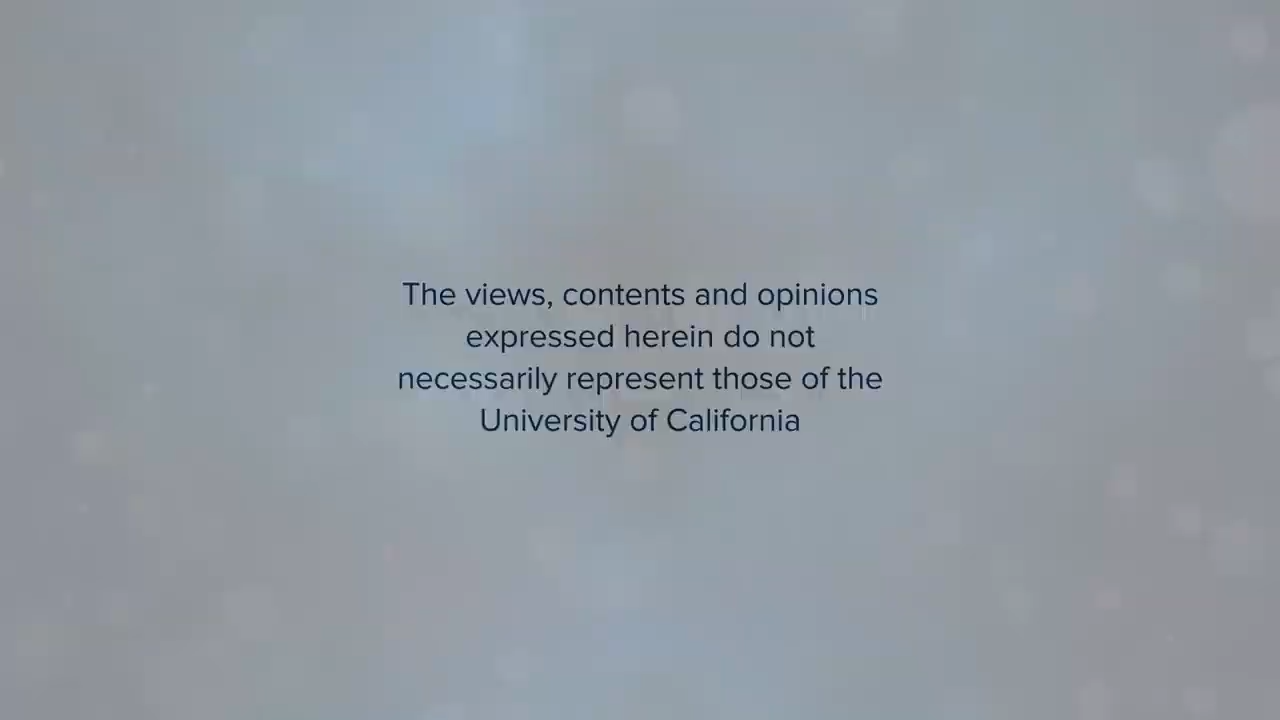 The views, contents and opinions
expressed herein do not
necessarily represent those of the
University of California